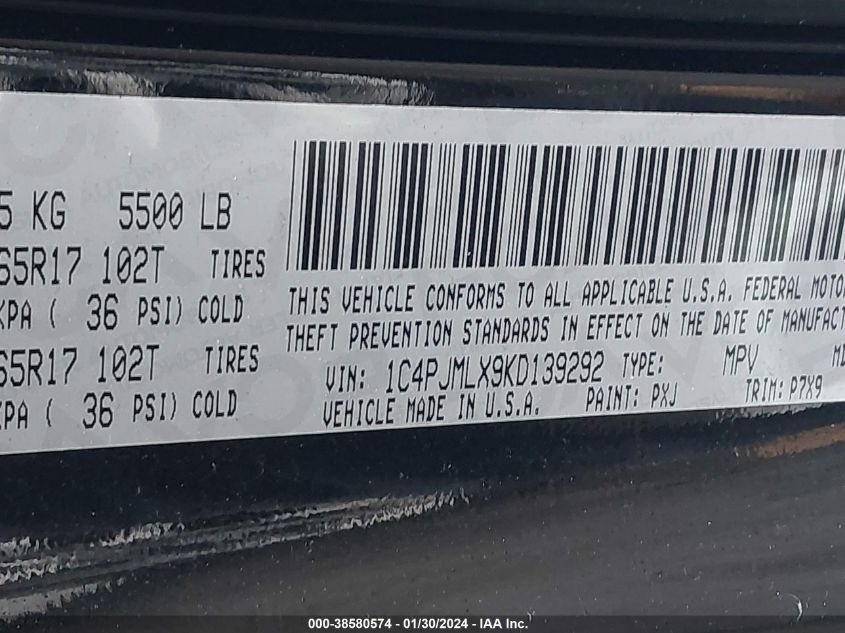 5 KG 5500 LB
65R17 102T TIRES
KPA ( 36 PSI) COLD
65R17 102T TIRES
KPA ( 36 PSI) COLD
THIS VEHICLE CONFORMS TO ALL APPLICABLE U.S.A. FEDERAL MOTO
THEFT PREVENTION STANDARDS IN EFFECT ON THE DATE OF MANUFACT
VIN: 1C4PJMLX9KD139292 TYPE: MPV MD
VEHICLE MADE IN U.S.A. PAINT: PXJ TRIM: P7X9
000-38580574 — 01/30/2024 — IAA Inc.